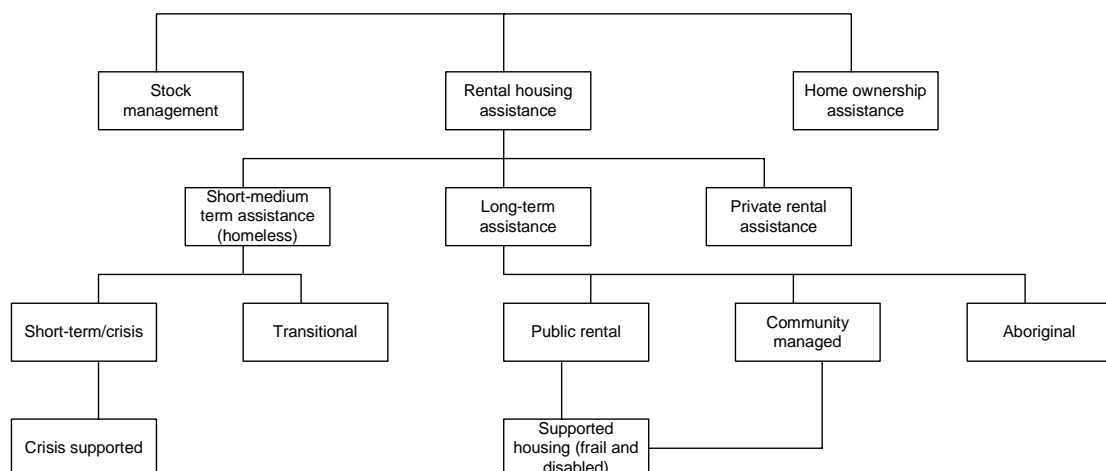 Stock
management
Rental housing
assistance
Home ownership
assistance
Short-medium
term assistance
(homeless)
Long-term
assistance
Private rental
assistance
Short-term/crisis
Transitional
Public rental
Community
managed
Aboriginal
Crisis supported
Supported
housing (frail and
disabled)